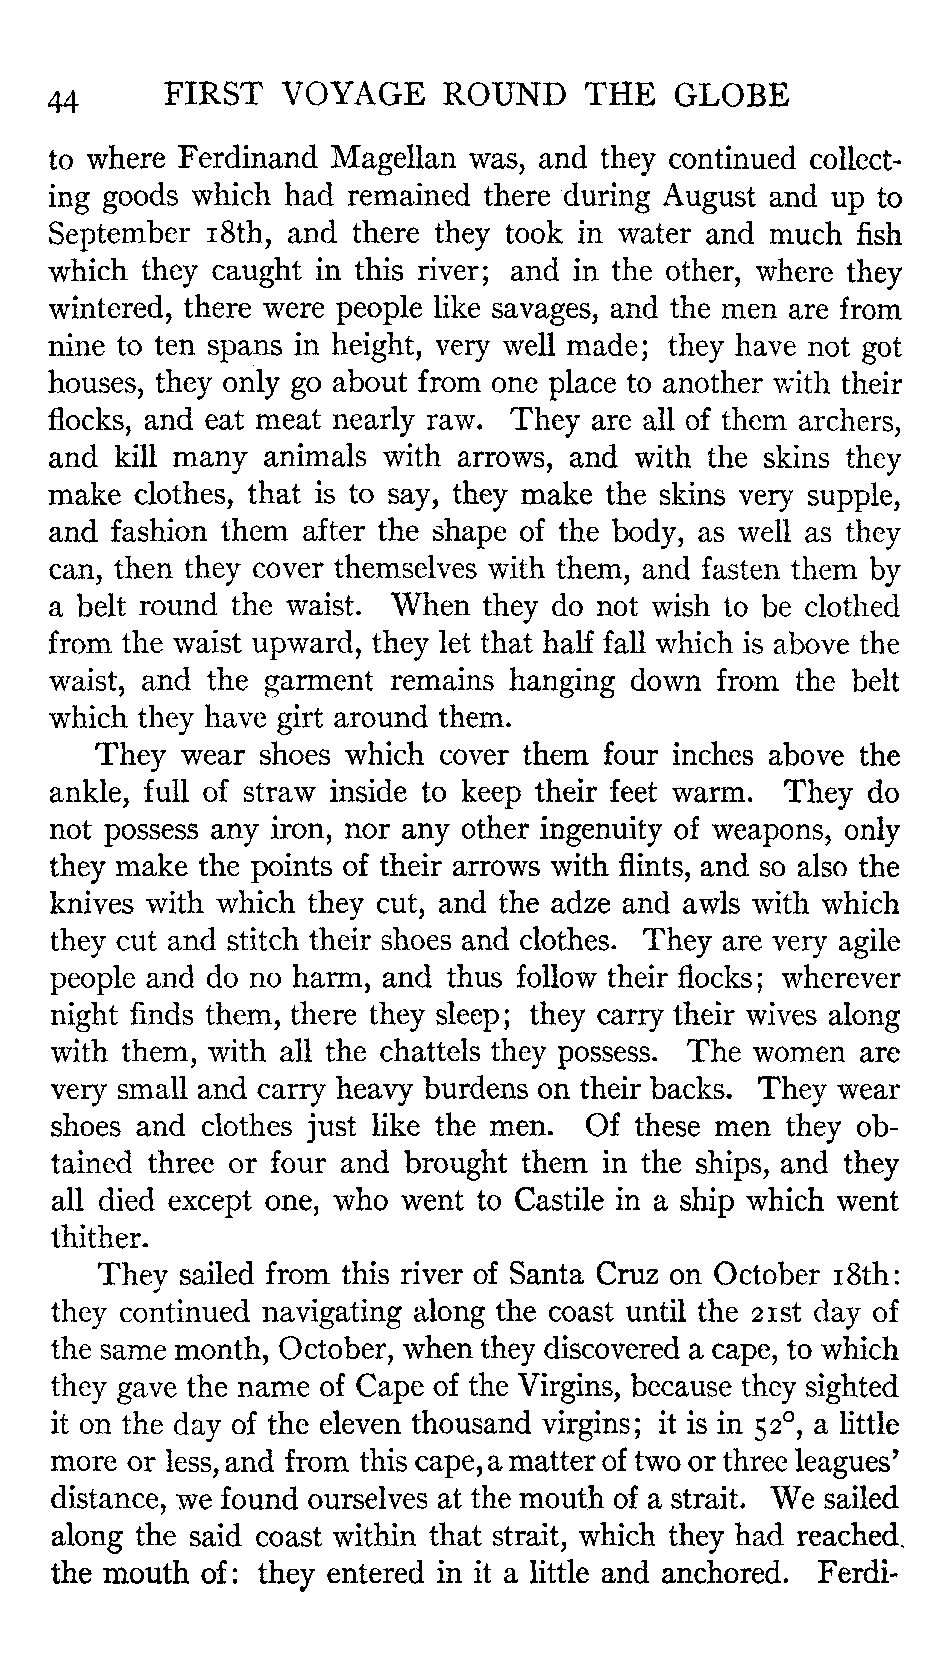 44 FIRST VOYAGE ROUND THE GLOBE
to where Ferdinand Magellan was, and they continued collect-
ing goods which had remained there during August and up to
September 18th, and there they took in water and much fish
which they caught in this river; and in the other, where they
wintered, there were people like savages, and the men are from
nine to ten spans in height, very well made; they have not got
houses, they only go about from one place to another with their
flocks, and eat meat nearly raw. They are all of them archers,
and kill many animals with arrows, and with the skins they
make clothes, that is to say, they make the skins very supple,
and fashion them after the shape of the body, as well as they
can, then they cover themselves with them, and fasten them by
a belt round the waist. When they do not wish to be clothed
from the waist upward, they let that half fall which is above the
waist, and the garment remains hanging down from the belt
which they have girt around them.
They wear shoes which cover them four inches above the
ankle, full of straw inside to keep their feet warm. They do
not possess any iron, nor any other ingenuity of weapons, only
they make the points of their arrows with flints, and so also the
knives with which they cut, and the adze and awls with which
they cut and stitch their shoes and clothes. They are very agile
people and do no harm, and thus follow their flocks; wherever
night finds them, there they sleep; they carry their wives along
with them, with all the chattels they possess. The women are
very small and carry heavy burdens on their backs. They wear
shoes and clothes just like the men. Of these men they ob-
tained three or four and brought them in the ships, and they
all died except one, who went to Castile in a ship which went
thither.
They sailed from this river of Santa Cruz on October 18th:
they continued navigating along the coast until the 21st day of
the same month, October, when they discovered a cape, to which
they gave the name of Cape of the Virgins, because they sighted
it on the day of the eleven thousand virgins; it is in 52°, a little
more or less, and from this cape, a matter of two or three leagues'
distance, we found ourselves at the mouth of a strait. We sailed
along the said coast within that strait, which they had reached.
the mouth of: they entered in it a little and anchored. Ferdi-